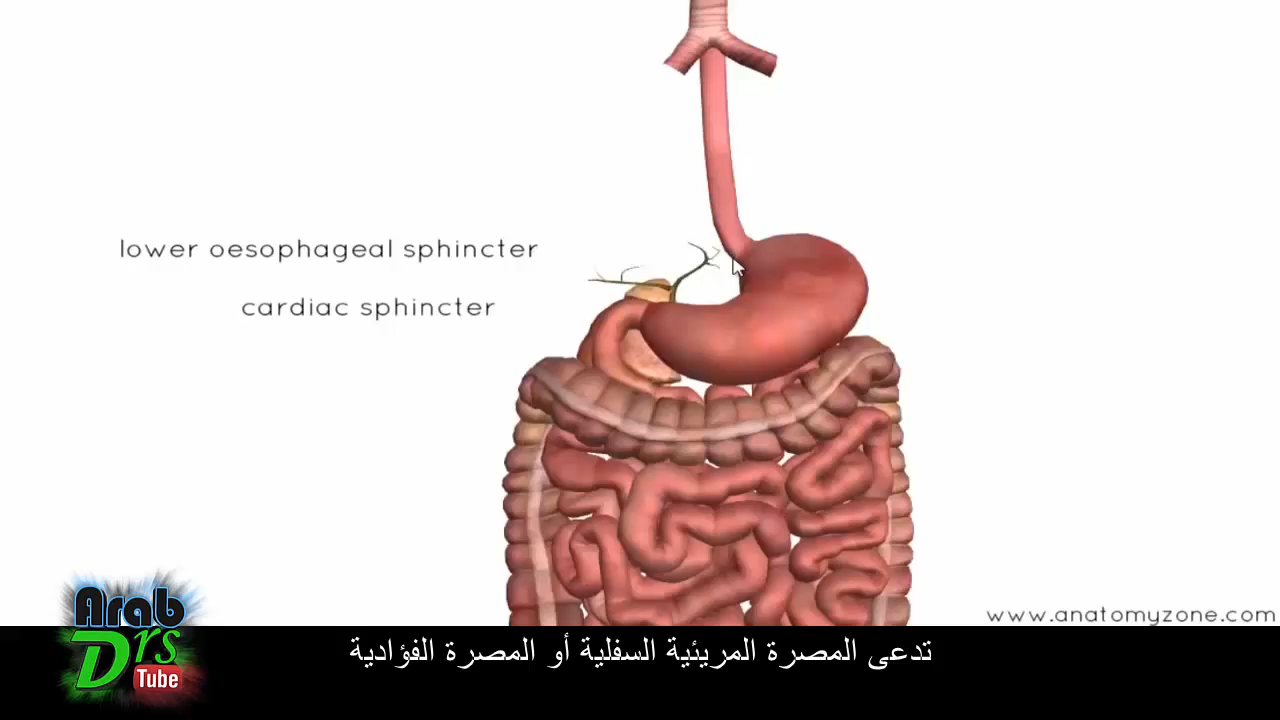 lower oesophageal sphincter
cardiac sphincter
www.anatomyzone.com
Arab
Drs
Tube
تدعى المصرة المريئية السفلية أو المصرة الفؤادية